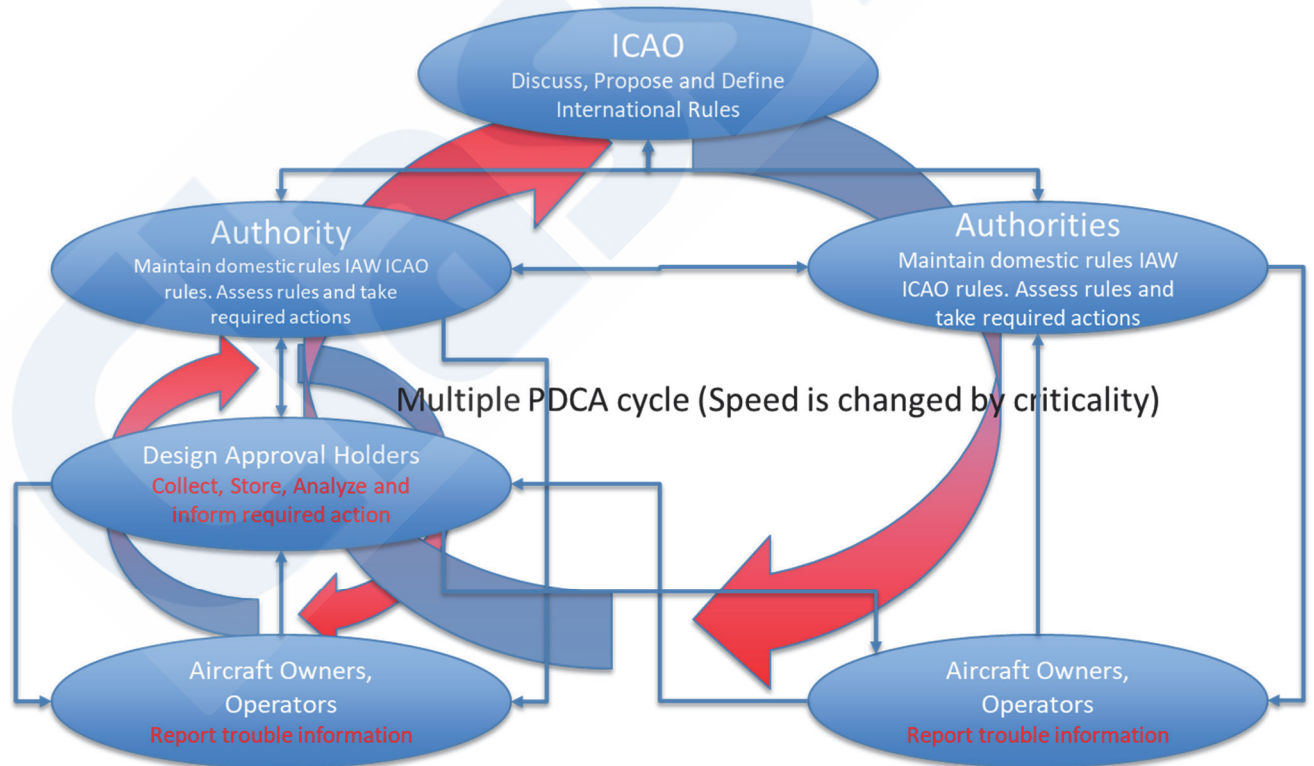 ICAO
Discuss, Propose and Define
International Rules
Authority
Maintain domestic rules IAW ICAO
rules. Assess rules and take
required actions
Authorities
Maintain domestic rules IAW
ICAO rules. Assess rules and
take required actions
Multiple PDCA cycle (Speed is changed by criticality)
Design Approval Holders
Collect, Store, Analyze and
inform required action
Aircraft Owners,
Operators
Report trouble information
Aircraft Owners,
Operators
Report trouble information